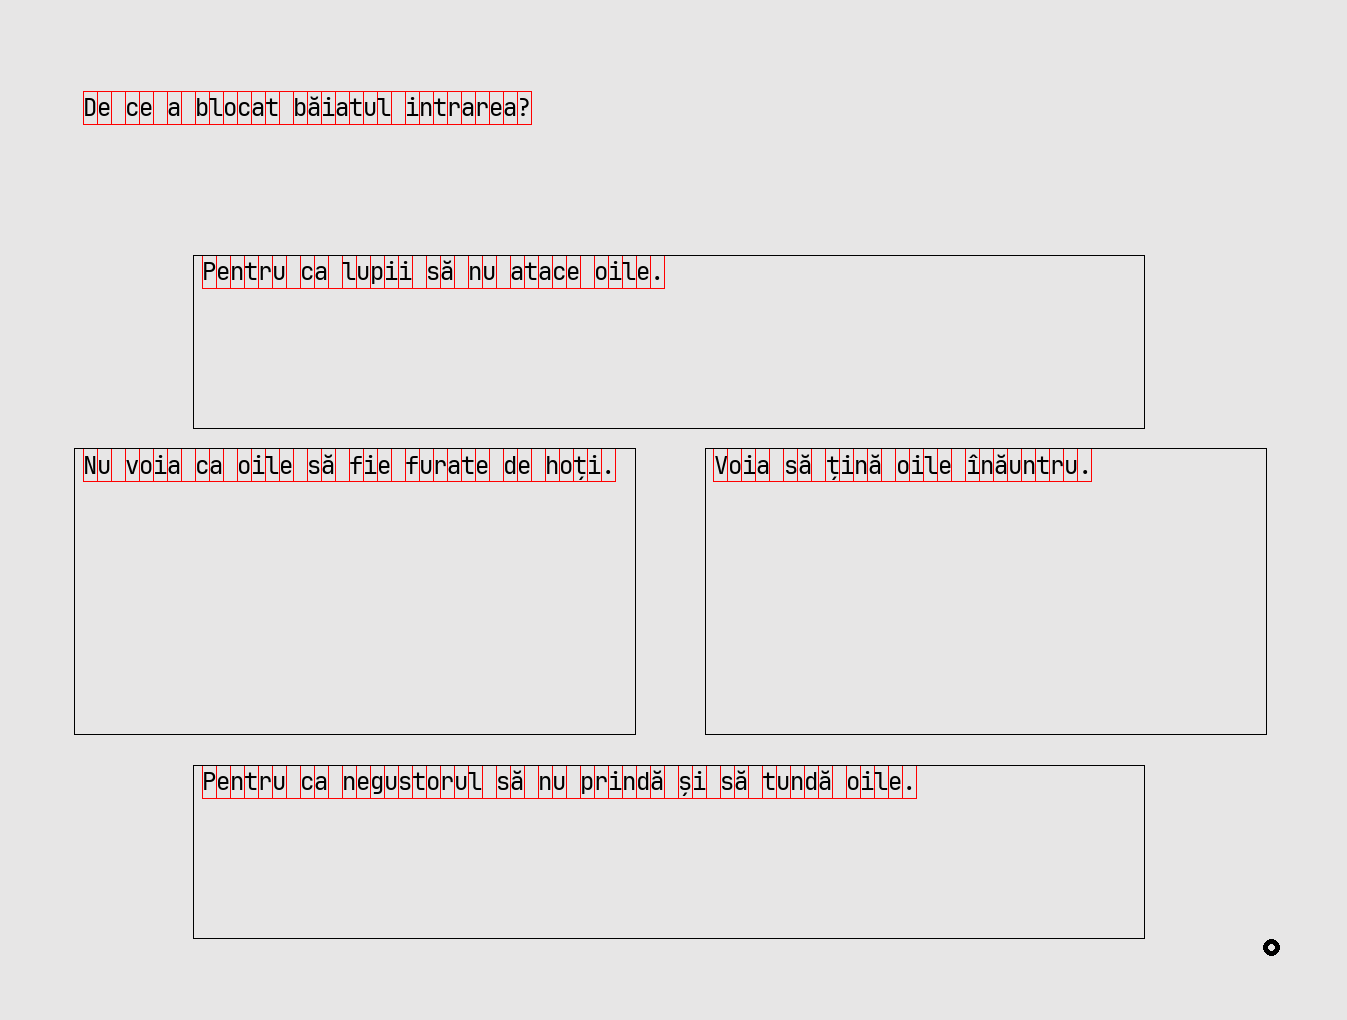 De ce a blocat băiatul intrarea?
Pentru ca lupii să nu atace oile.
Nu voia ca oile să fie furate de hoți.
Voia să țină oile înăuntru.
Pentru ca negustorul să nu prindă și să tundă oile.